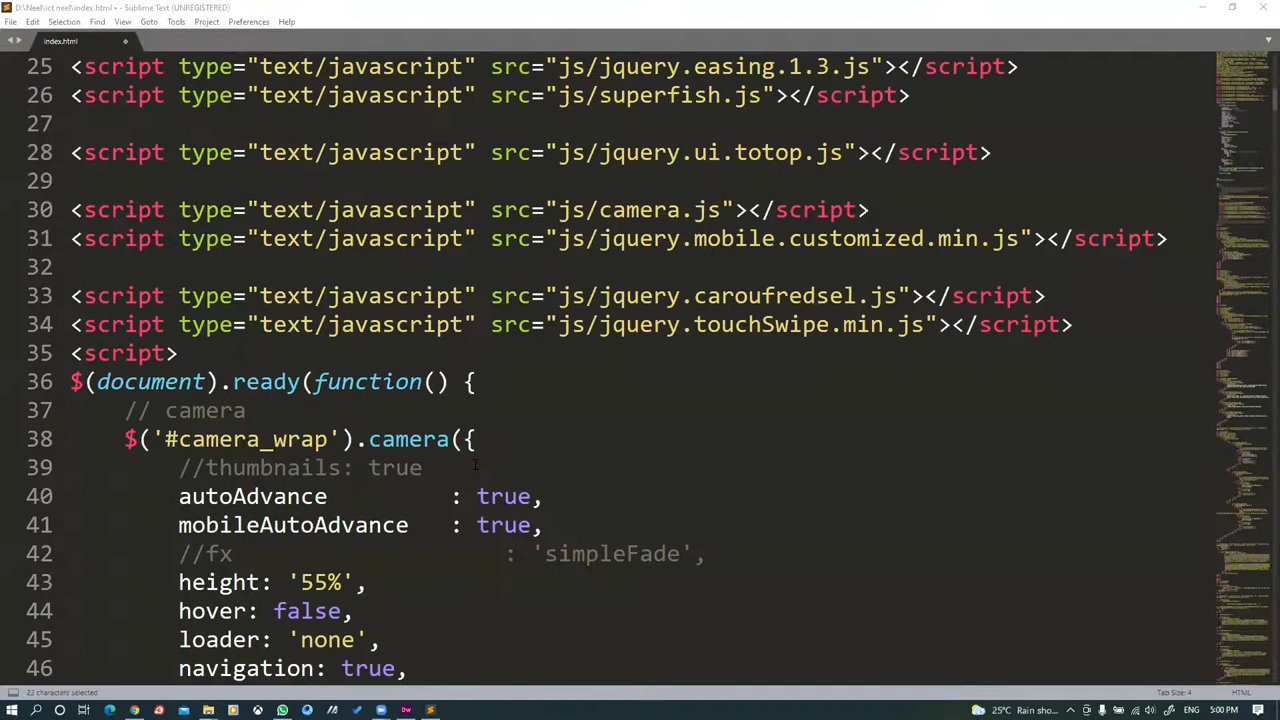 D:\Neel\ict neel\index.html • - Sublime Text (UNREGISTERED)
File Edit Selection Find View Goto Tools Project Preferences Help
index.html
25 <script type="text/javascript" src="js/jquery.easing.1.3.js"></script>
26 <script type="text/javascript" src="js/superfish.js"></script>
27
28 <script type="text/javascript" src="js/jquery.ui.totop.js"></script>
29
30 <script type="text/javascript" src="js/camera.js"></script>
31 <script type="text/javascript" src="js/jquery.mobile.customized.min.js"></script>
32
33 <script type="text/javascript" src="js/jquery.caroufredsel.js"></script>
34 <script type="text/javascript" src="js/jquery.touchSwipe.min.js"></script>
35 <script>
36 $(document).ready(function() {
37 // camera
38 $('#camera_wrap').camera({
39 //thumbnails: true
40 autoAdvance : true,
41 mobileAutoAdvance : true,
42 //fx : 'simpleFade',
43 height: '55%',
44 hover: false,
45 loader: 'none',
46 navigation: true,
22 characters selected Tab Size: 4 HTML
25°C Rain sho... ENG 5:00 PM